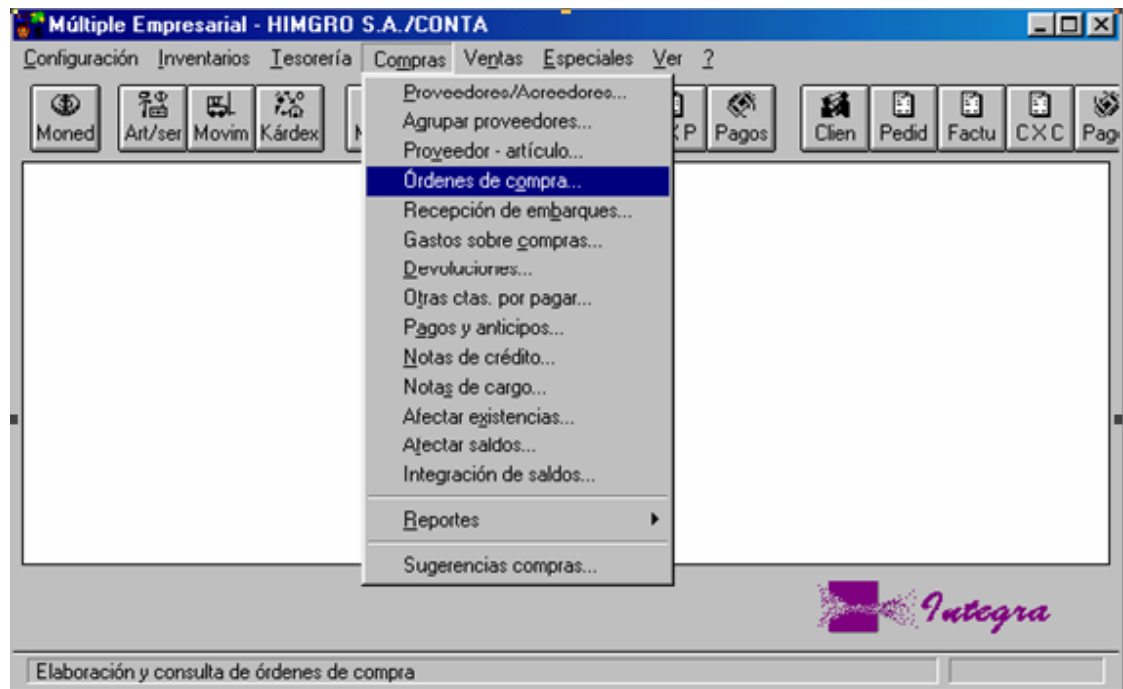 Múltiple Empresarial - HIMGRO S.A./CONTA
Configuración Inventarios Tesorería Compras Ventas Especiales Ver ?
Moned Art/ser Movim Kárdex Pagos Clien Pedid Factu C X C Pag
Proveedores/Acreedores...
Agrupar proveedores...
Proveedor - artículo...
Órdenes de compra...
Recepción de embarques...
Gastos sobre compras...
Devoluciones...
Otras ctas. por pagar...
Pagos y anticipos...
Notas de crédito...
Notas de cargo...
Afectar existencias...
Afectar saldos...
Integración de saldos...
Reportes
Sugerencias compras...
Integra
Elaboración y consulta de órdenes de compra